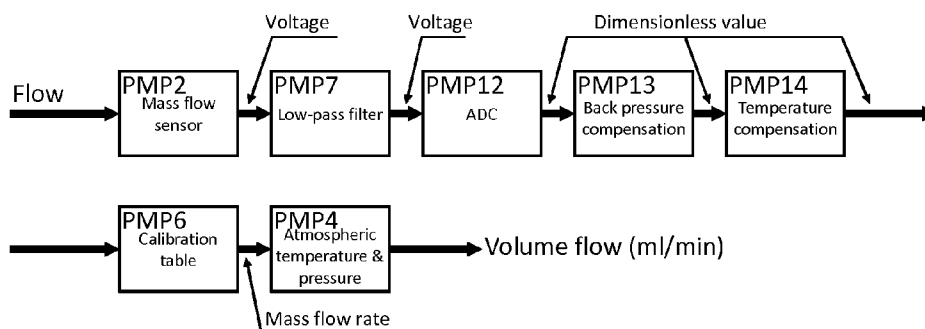 Voltage
Voltage
Dimensionless value
Flow
PMP2
Mass flow
sensor
PMP7
Low-pass filter
PMP12
ADC
PMP13
Back pressure
compensation
PMP14
Temperature
compensation
PMP6
Calibration
table
PMP4
Atmospheric
temperature &
pressure
Volume flow (ml/min)
Mass flow rate